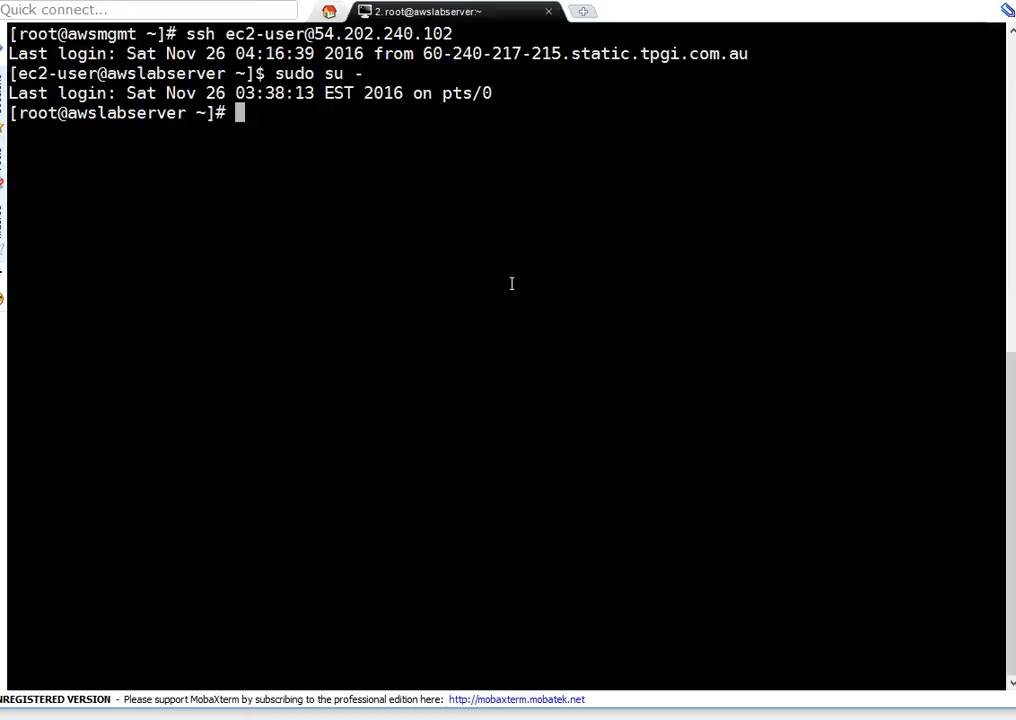 Quick connect...
2. root@awslabserver:~
[root@awsmgmt ~]# ssh ec2-user@54.202.240.102
Last login: Sat Nov 26 04:16:39 2016 from 60-240-217-215.static.tpgi.com.au
[ec2-user@awslabserver ~]$ sudo su -
Last login: Sat Nov 26 03:38:13 EST 2016 on pts/0
[root@awslabserver ~]#
NREGISTERED VERSION - Please support MobaXterm by subscribing to the professional edition here: http://mobaxterm.mobatek.net